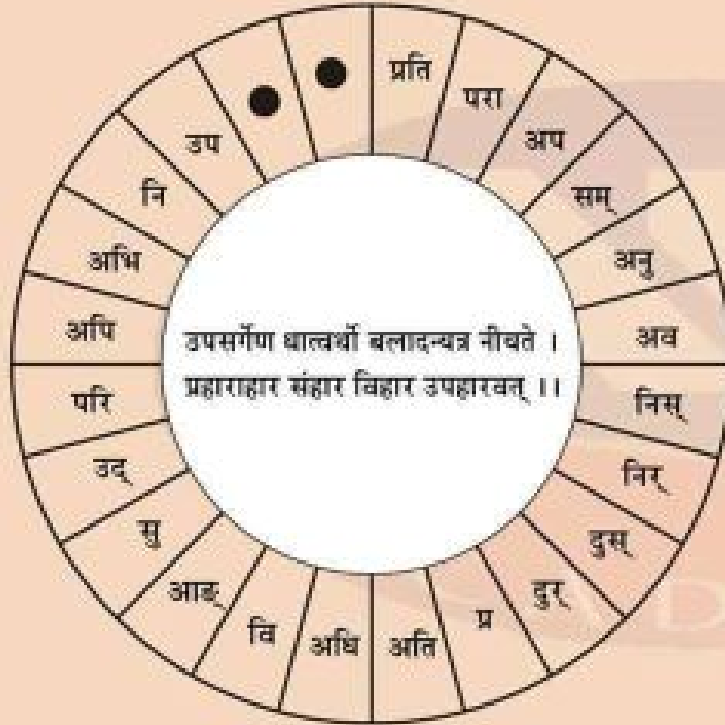 प्रति
परा
अप
सम्
अनु
अव
निस्
निर्
दुस्
दुर्
प्र
अति
अधि
वि
आङ्
सु
उद्
परि
अपि
अभि
नि
उप
उपसर्गेण धात्वर्थो बलादन्यत्र नीयते ।
प्रहाराहार संहार विहार उपहारवत् ।।